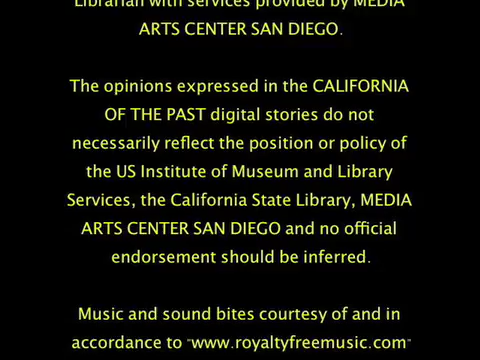 Librarian with services provided by MEDIA
ARTS CENTER SAN DIEGO.
The opinions expressed in the CALIFORNIA
OF THE PAST digital stories do not
necessarily reflect the position or policy of
the US Institute of Museum and Library
Services, the California State Library, MEDIA
ARTS CENTER SAN DIEGO and no official
endorsement should be inferred.
Music and sound bites courtesy of and in
accordance to "www.royaltyfreemusic.com"